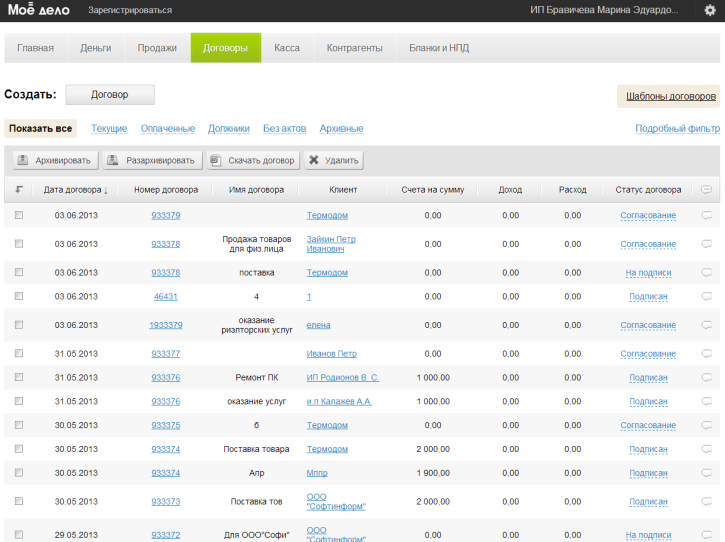 Моё дело Зарегистрироваться ИП Бравичева Марина Эдуардо...
Главная Деньги Продажи Договоры Касса Контрагенты Бланки и НПД
Создать: Договор Шаблоны договоров
Показать все Текущие Оплаченные Должники Без актов Архивные Подробный фильтр
Архивировать Разархивировать Скачать договор Удалить
Дата договора ↓ Номер договора Имя договора Клиент Счета на сумму Доход Расход Статус договора
03.06.2013 933379 Термодом 0,00 0,00 0,00 Согласование
03.06.2013 933378 Продажа товаров для физ.лица Зайкин Петр Иванович 0,00 0,00 0,00 Согласование
03.06.2013 933378 поставка Термодом 0,00 0,00 0,00 На подписи
03.06.2013 46431 4 1 0,00 0,00 0,00 Подписан
03.06.2013 1933379 оказание риэлторских услуг елена 0,00 0,00 0,00 Согласование
31.05.2013 933377 Иванов Петр 0,00 0,00 0,00 Согласование
31.05.2013 933376 Ремонт ПК ИП Родионов В. С. 1 000,00 0,00 0,00 Подписан
31.05.2013 933376 оказание услуг и.п Калажев А.А. 1 000,00 0,00 0,00 Подписан
30.05.2013 933375 б Термодом 0,00 0,00 0,00 Согласование
30.05.2013 933374 Поставка товара Термодом 2 000,00 0,00 0,00 Подписан
30.05.2013 933374 Апр Мппр 1 900,00 0,00 0,00 Подписан
30.05.2013 933373 Поставка тов ООО "Софтинформ" 2 000,00 0,00 0,00 Подписан
29.05.2013 933372 Для ООО"Софи" ООО "Софтинформ" 0,00 0,00 0,00 На подписи